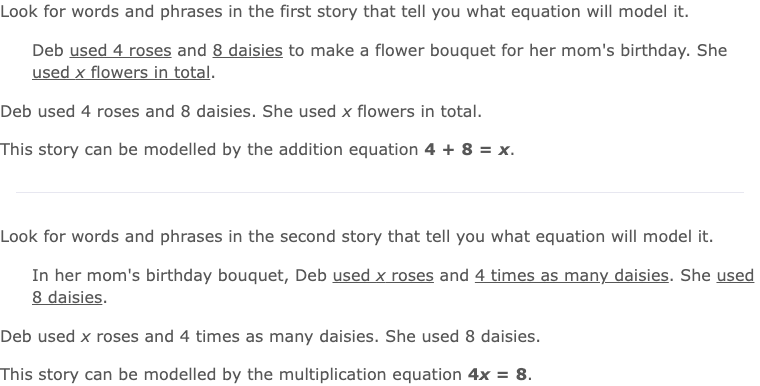 Look for words and phrases in the first story that tell you what equation will model it.
Deb used 4 roses and 8 daisies to make a flower bouquet for her mom's birthday. She
used x flowers in total.
Deb used 4 roses and 8 daisies. She used x flowers in total.
This story can be modelled by the addition equation 4 + 8 = x.
Look for words and phrases in the second story that tell you what equation will model it.
In her mom's birthday bouquet, Deb used x roses and 4 times as many daisies. She used
8 daisies.
Deb used x roses and 4 times as many daisies. She used 8 daisies.
This story can be modelled by the multiplication equation 4x = 8.